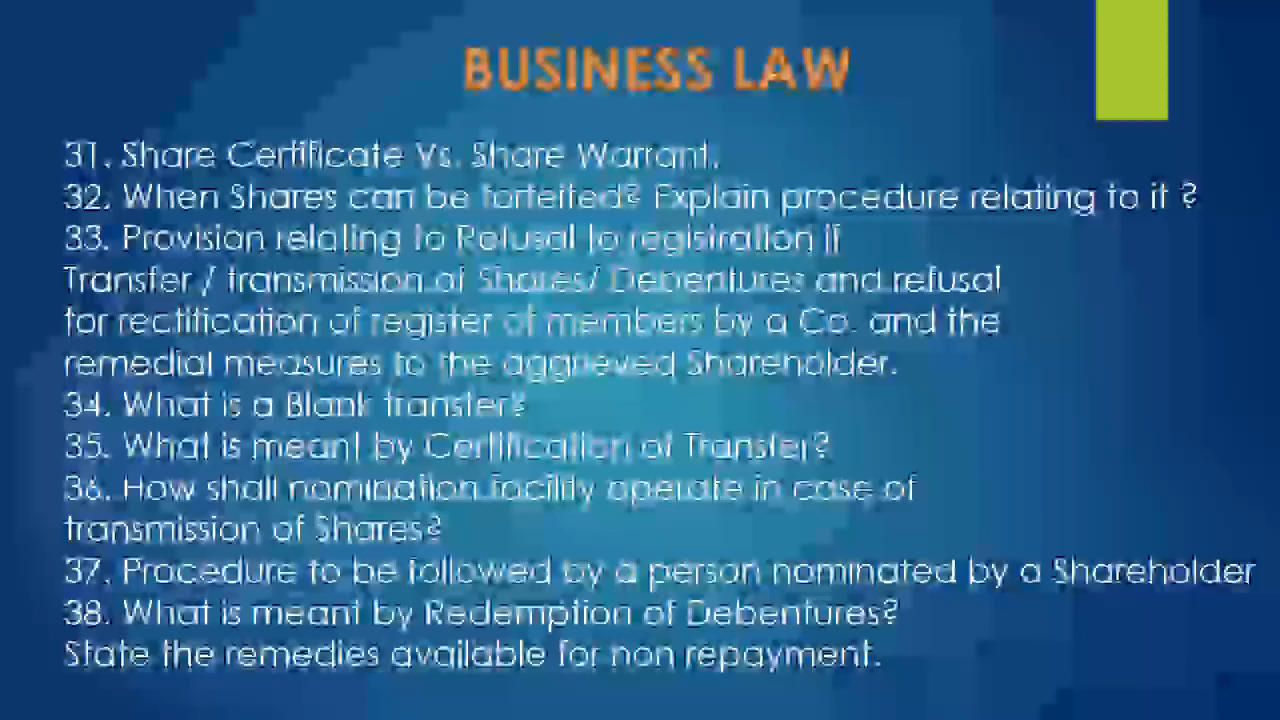 BUSINESS LAW
31. Share Certificate Vs. Share Warrant.
32. When Shares can be forfeited? Explain procedure relating to it ?
33. Provision relating to Refusal to registration if
Transfer / transmission of Shares/ Debentures and refusal
for rectification of register of members by a Co. and the
remedial measures to the aggrieved Shareholder.
34. What is a Blank transfer?
35. What is meant by Certification of Transfer?
36. How shall nomination facility operate in case of
transmission of Shares?
37. Procedure to be followed by a person nominated by a Shareholder
38. What is meant by Redemption of Debentures?
State the remedies available for non repayment.